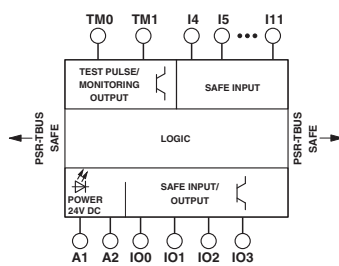 TM0 TM1 I4 I5 I11
TEST PULSE/
MONITORING
OUTPUT
SAFE INPUT
PSR-TBUS
SAFE
LOGIC
PSR-TBUS
SAFE
POWER
24V DC
SAFE INPUT/
OUTPUT
A1 A2 IO0 IO1 IO2 IO3